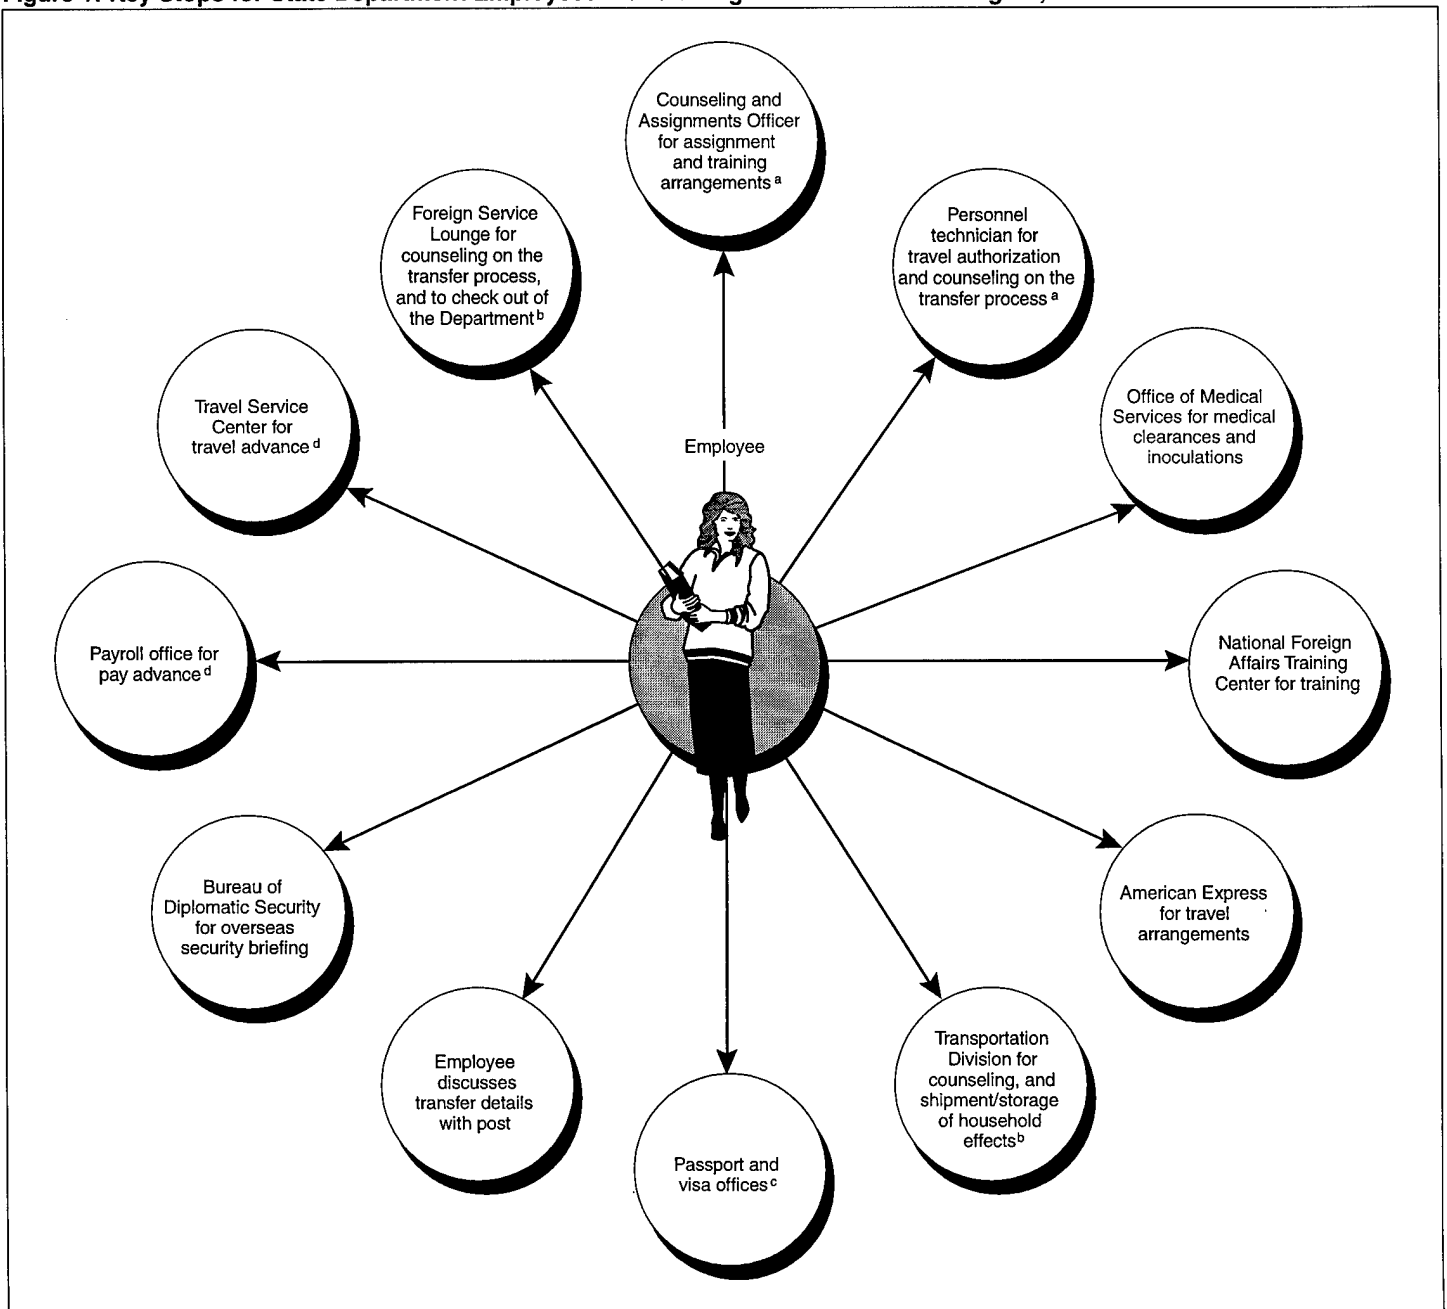 Counseling and
Assignments Officer
for assignment
and training
arrangements a
Personnel
technician for
travel authorization
and counseling on the
transfer process a
Office of Medical
Services for medical
clearances and
inoculations
National Foreign
Affairs Training
Center for training
American Express
for travel
arrangements
Transportation
Division for
counseling, and
shipment/storage
of household
effects b
Passport and
visa offices c
Employee
discusses
transfer details
with post
Bureau of
Diplomatic Security
for overseas
security briefing
Payroll office for
pay advance d
Travel Service
Center for
travel advance d
Foreign Service
Lounge for
counseling on the
transfer process,
and to check out of
the Department b
Employee